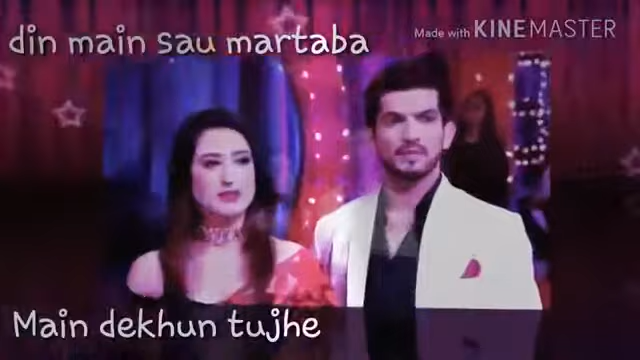 din main sau martaba
Made with KINEMASTER
Main dekhun tujhe